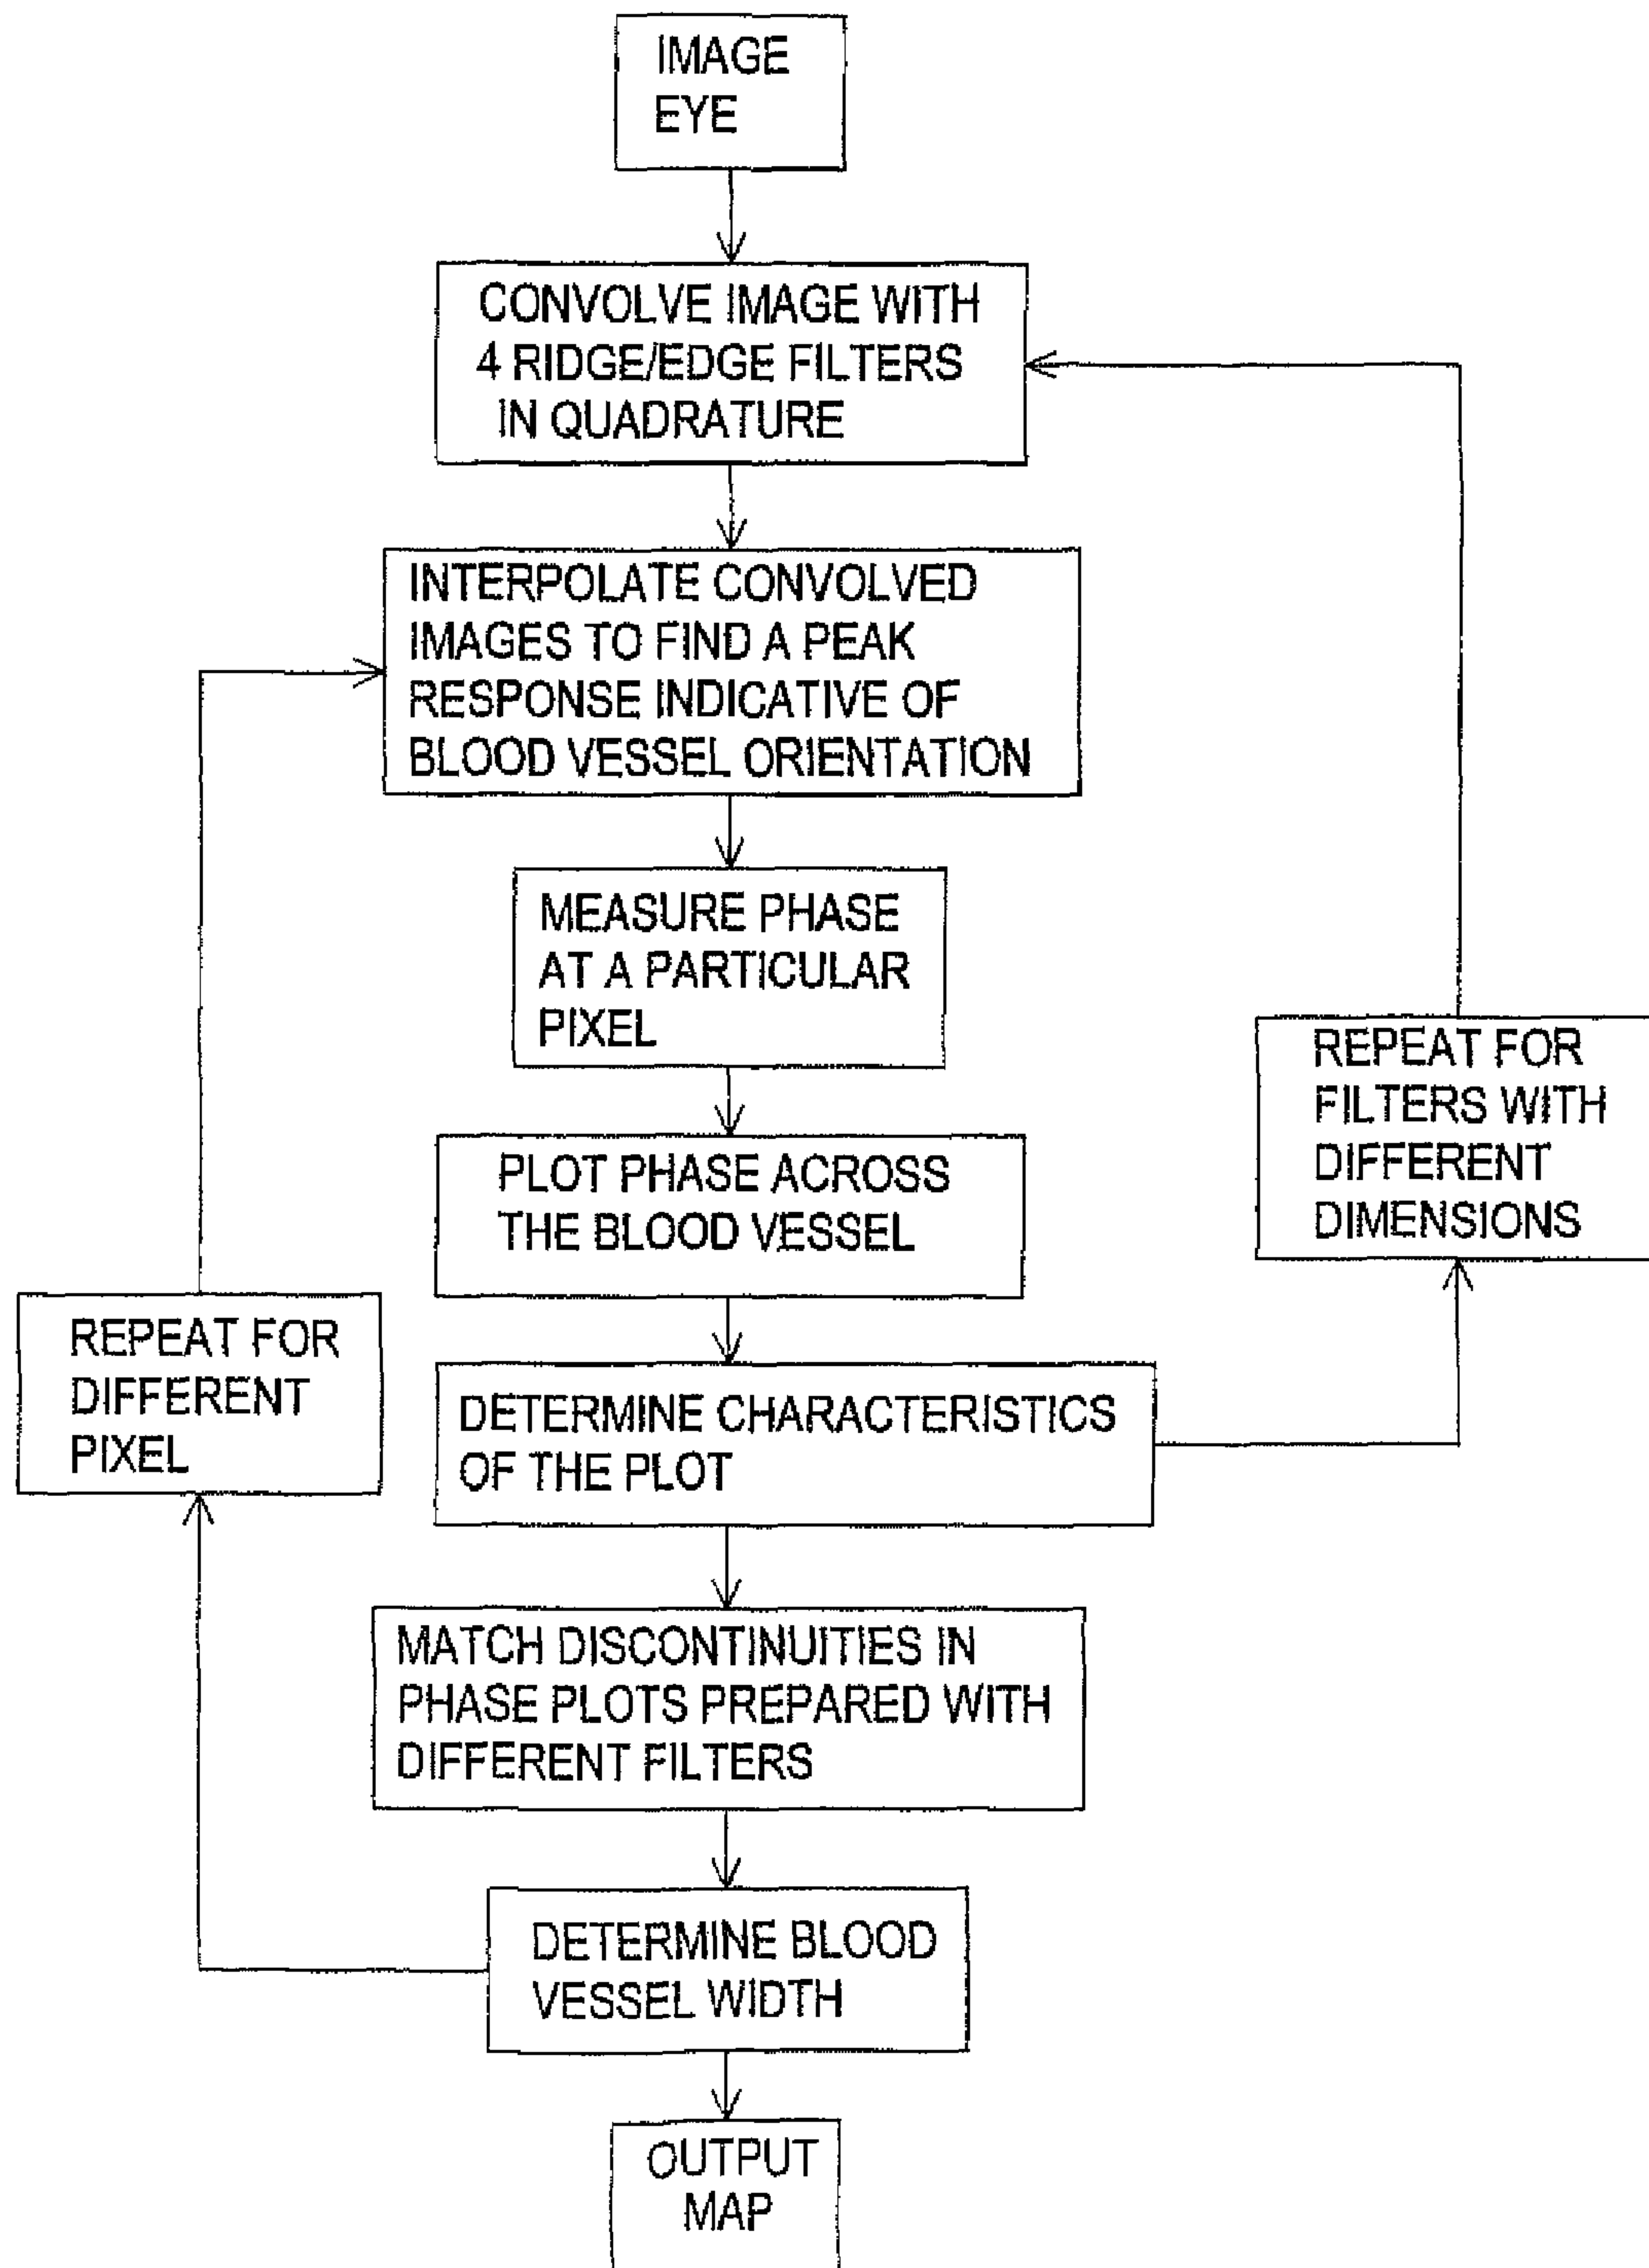 IMAGE
EYE
CONVOLVE IMAGE WITH
4 RIDGE/EDGE FILTERS
IN QUADRATURE
INTERPOLATE CONVOLVED
IMAGES TO FIND A PEAK
RESPONSE INDICATIVE OF
BLOOD VESSEL ORIENTATION
MEASURE PHASE
AT A PARTICULAR
PIXEL
REPEAT FOR
FILTERS WITH
DIFFERENT
DIMENSIONS
PLOT PHASE ACROSS
THE BLOOD VESSEL
REPEAT FOR
DIFFERENT
PIXEL
DETERMINE CHARACTERISTICS
OF THE PLOT
MATCH DISCONTINUITIES IN
PHASE PLOTS PREPARED WITH
DIFFERENT FILTERS
DETERMINE BLOOD
VESSEL WIDTH
OUTPUT
MAP